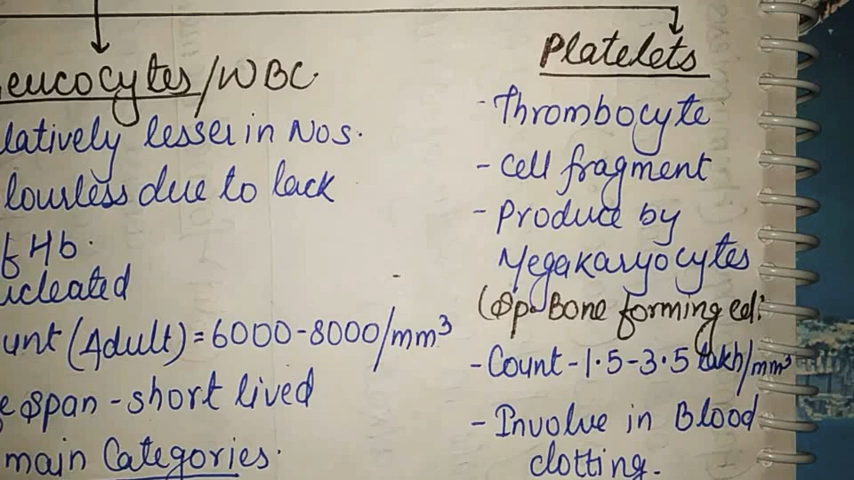 eucocytes/WBC
latively lesser in Nos.
lourless due to lack
f Hb.
ucleated
unt (Adult) = 6000-8000/mm³
e span - short lived
main Categories.
Platelets
- Thrombocyte
- Cell fragment
- Produce by
Megakaryocytes
(Sp. Bone forming cell
- Count - 1.5-3.5 lakh/mm³
- Involve in Blood
clotting.